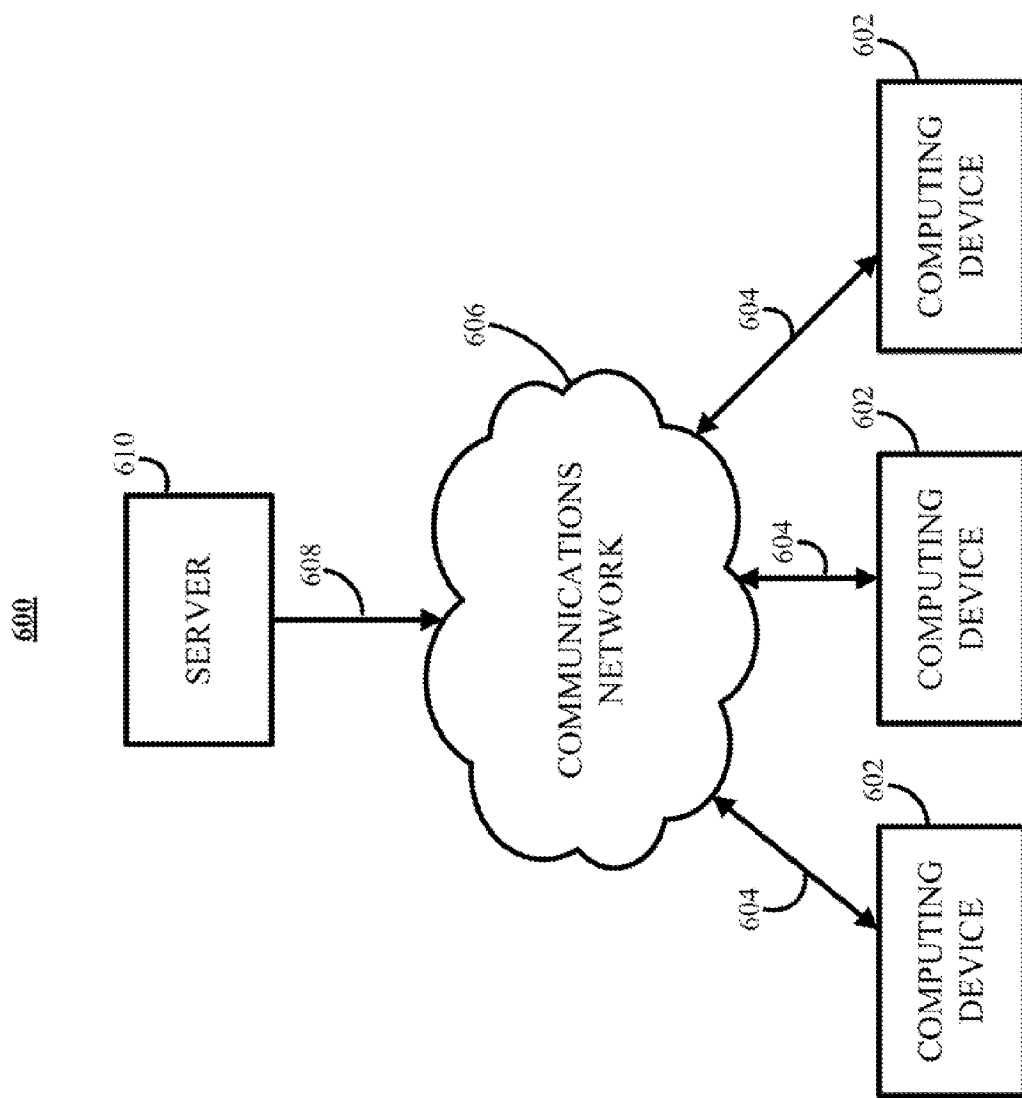 600
SERVER
610
608
COMMUNICATIONS
NETWORK
606
604
604
604
COMPUTING
DEVICE
602
COMPUTING
DEVICE
602
COMPUTING
DEVICE
602